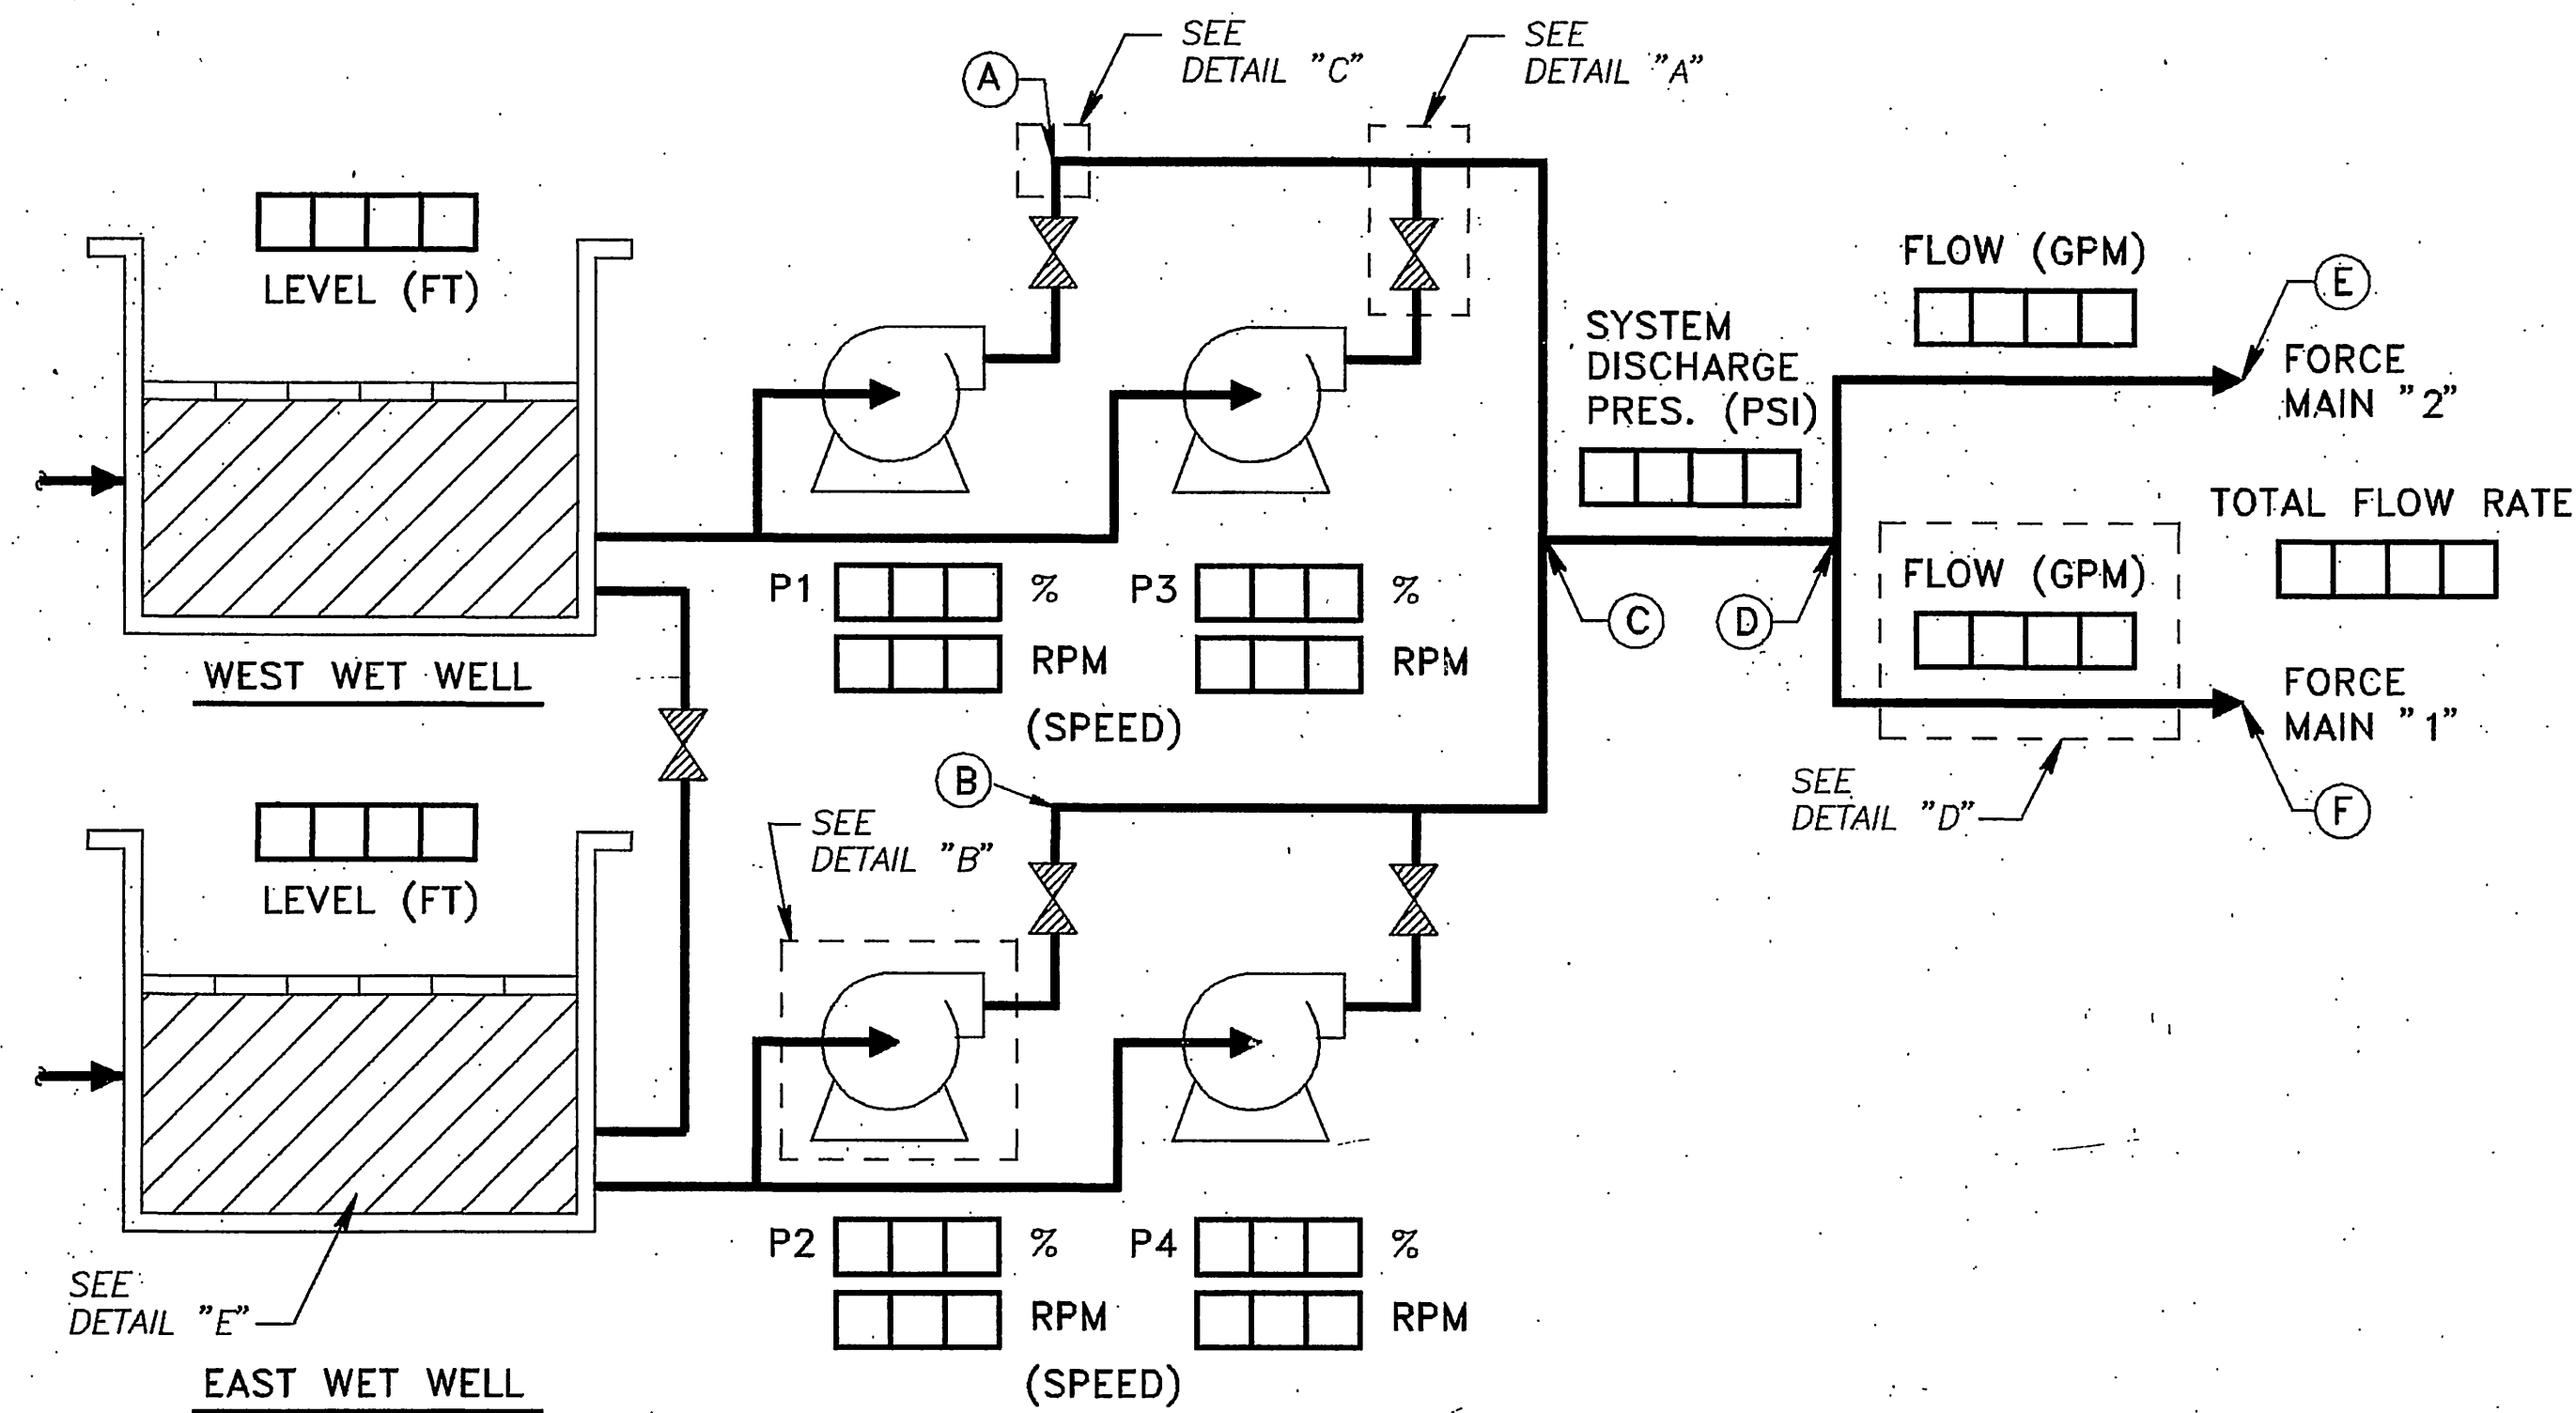 SEE
DETAIL "C"
SEE
DETAIL "A"
A
LEVEL (FT)
FLOW (GPM)
E
SYSTEM
DISCHARGE
PRES. (PSI)
FORCE
MAIN "2"
TOTAL FLOW RATE
P1 %
RPM
P3 %
RPM
(SPEED)
C
D
FLOW (GPM)
WEST WET WELL
FORCE
MAIN "1"
B
SEE
DETAIL "D"
F
SEE
DETAIL "B"
LEVEL (FT)
P2 %
RPM
P4 %
RPM
(SPEED)
SEE
DETAIL "E"
EAST WET WELL